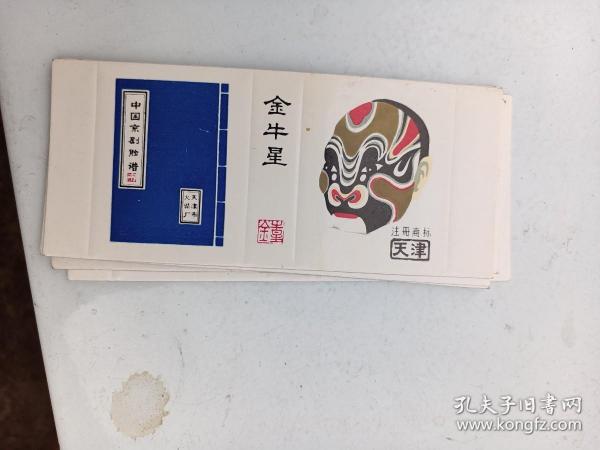 中国京剧脸谱
天津市
火柴厂
金牛星
注册商标
天津
孔夫子旧书网
www.kongfz.com